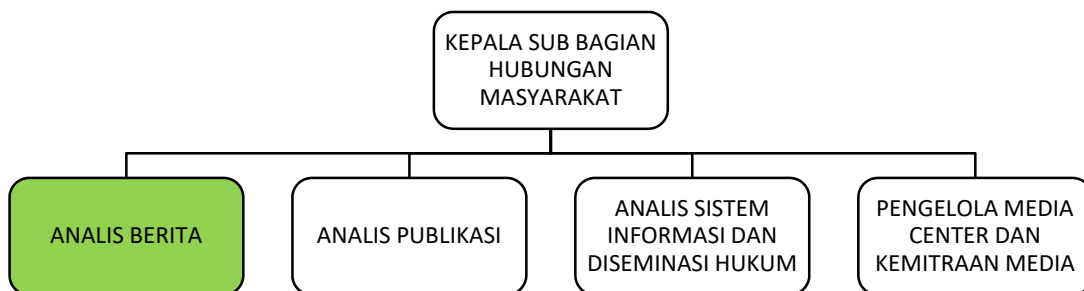 KEPALA SUB BAGIAN
HUBUNGAN
MASYARAKAT
ANALIS BERITA
ANALIS PUBLIKASI
ANALIS SISTEM
INFORMASI DAN
DISEMINASI HUKUM
PENGELOLA MEDIA
CENTER DAN
KEMITRAAN MEDIA